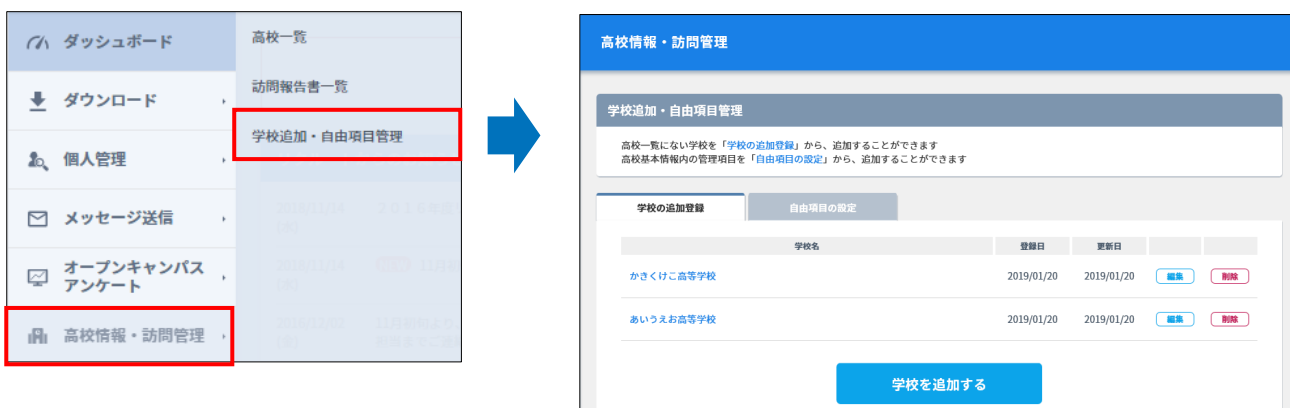 ダッシュボード
ダウンロード
個人管理
メッセージ送信
オープンキャンパス
アンケート
高校情報・訪問管理
高校一覧
訪問報告書一覧
学校追加・自由項目管理
高校情報・訪問管理
学校追加・自由項目管理
高校一覧にない学校を「学校の追加登録」から、追加することができます
高校基本情報内の管理項目を「自由項目の設定」から、追加することができます
学校の追加登録 自由項目の設定
学校名 登録日 更新日
かきくけこ高等学校 2019/01/20 2019/01/20 編集 削除
あいうえお高等学校 2019/01/20 2019/01/20 編集 削除
学校を追加する